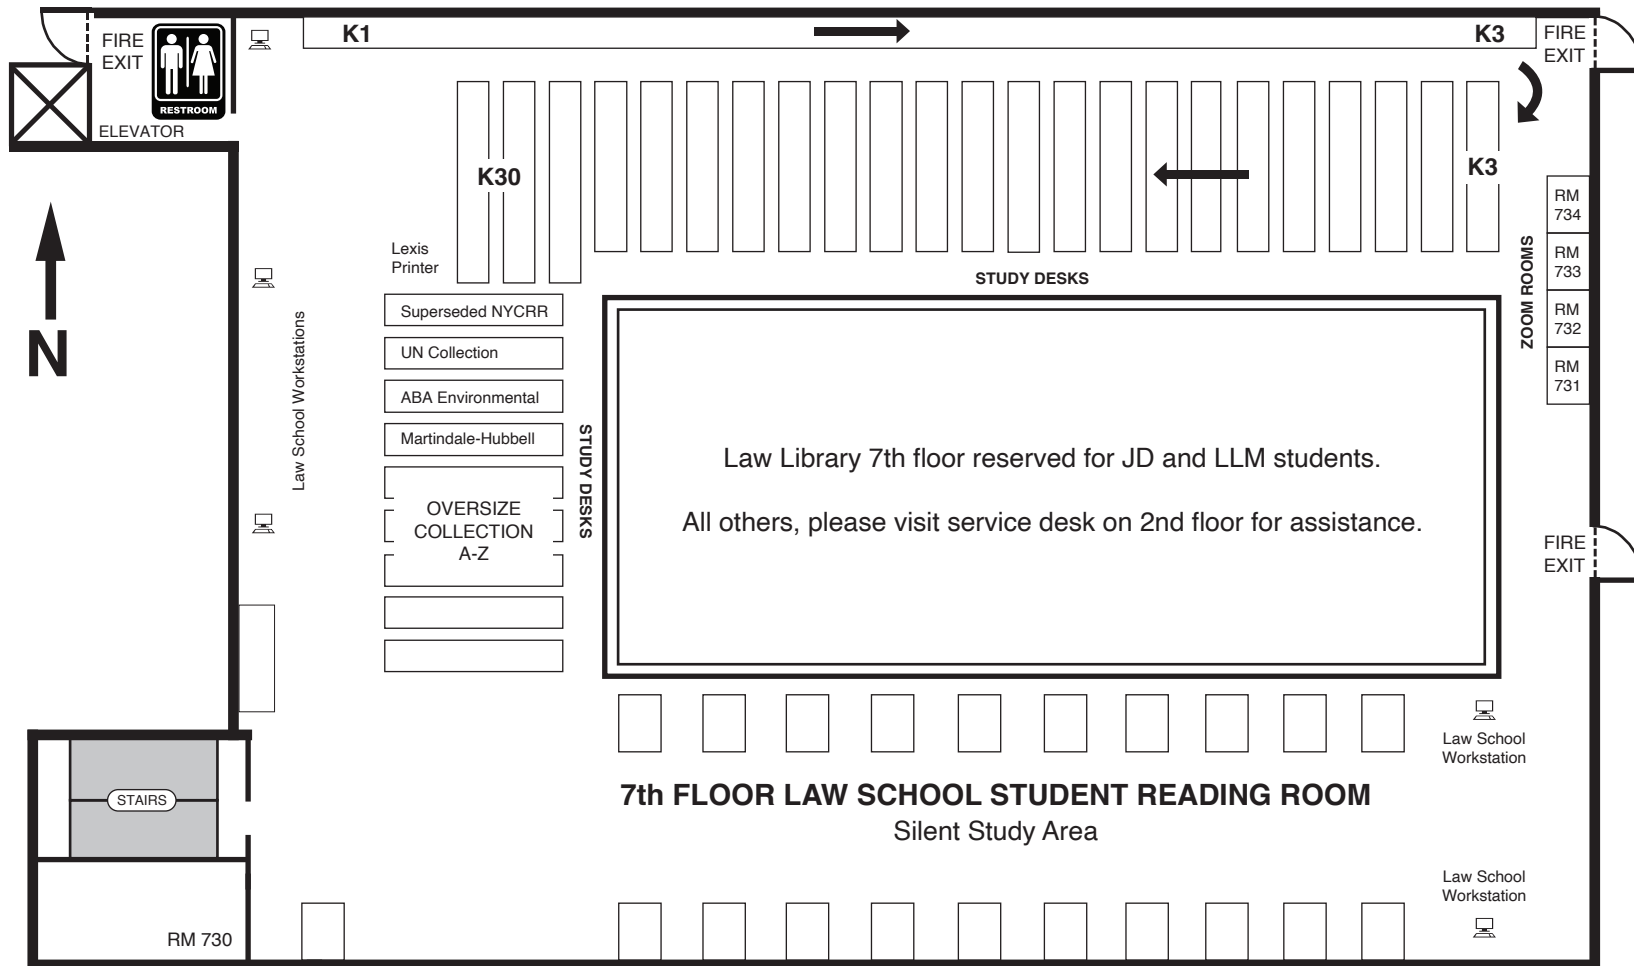 FIRE
EXIT
RESTROOM
ELEVATOR
K1
K3
FIRE
EXIT
K30
K3
N
Lexis
Printer
STUDY DESKS
RM
734
RM
733
RM
732
RM
731
ZOOM ROOMS
Law School Workstations
Superseded NYCRR
UN Collection
ABA Environmental
Martindale-Hubbell
OVERSIZE
COLLECTION
A-Z
STUDY DESKS
Law Library 7th floor reserved for JD and LLM students.
All others, please visit service desk on 2nd floor for assistance.
FIRE
EXIT
Law School
Workstation
STAIRS
7th FLOOR LAW SCHOOL STUDENT READING ROOM
Silent Study Area
Law School
Workstation
RM 730